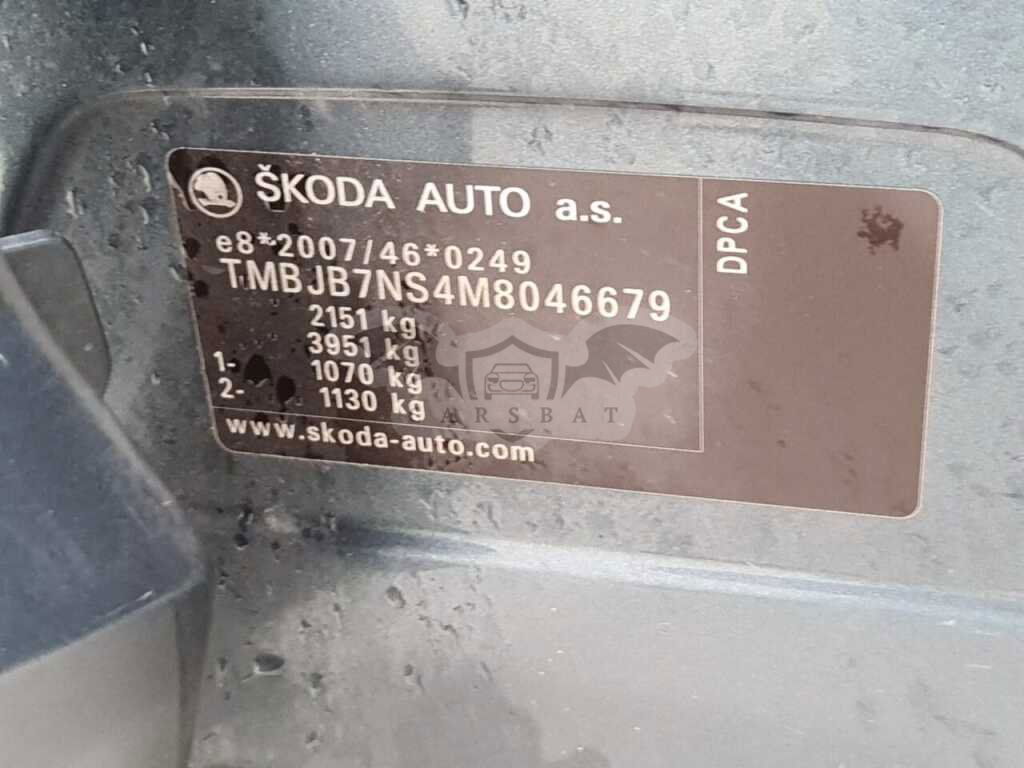 ŠKODA AUTO a.s.
e8*2007/46*0249
TMBJB7NS4M8046679
2151 kg
3951 kg
1- 1070 kg
2- 1130 kg
www.skoda-auto.com
DPCA
ARSBAT